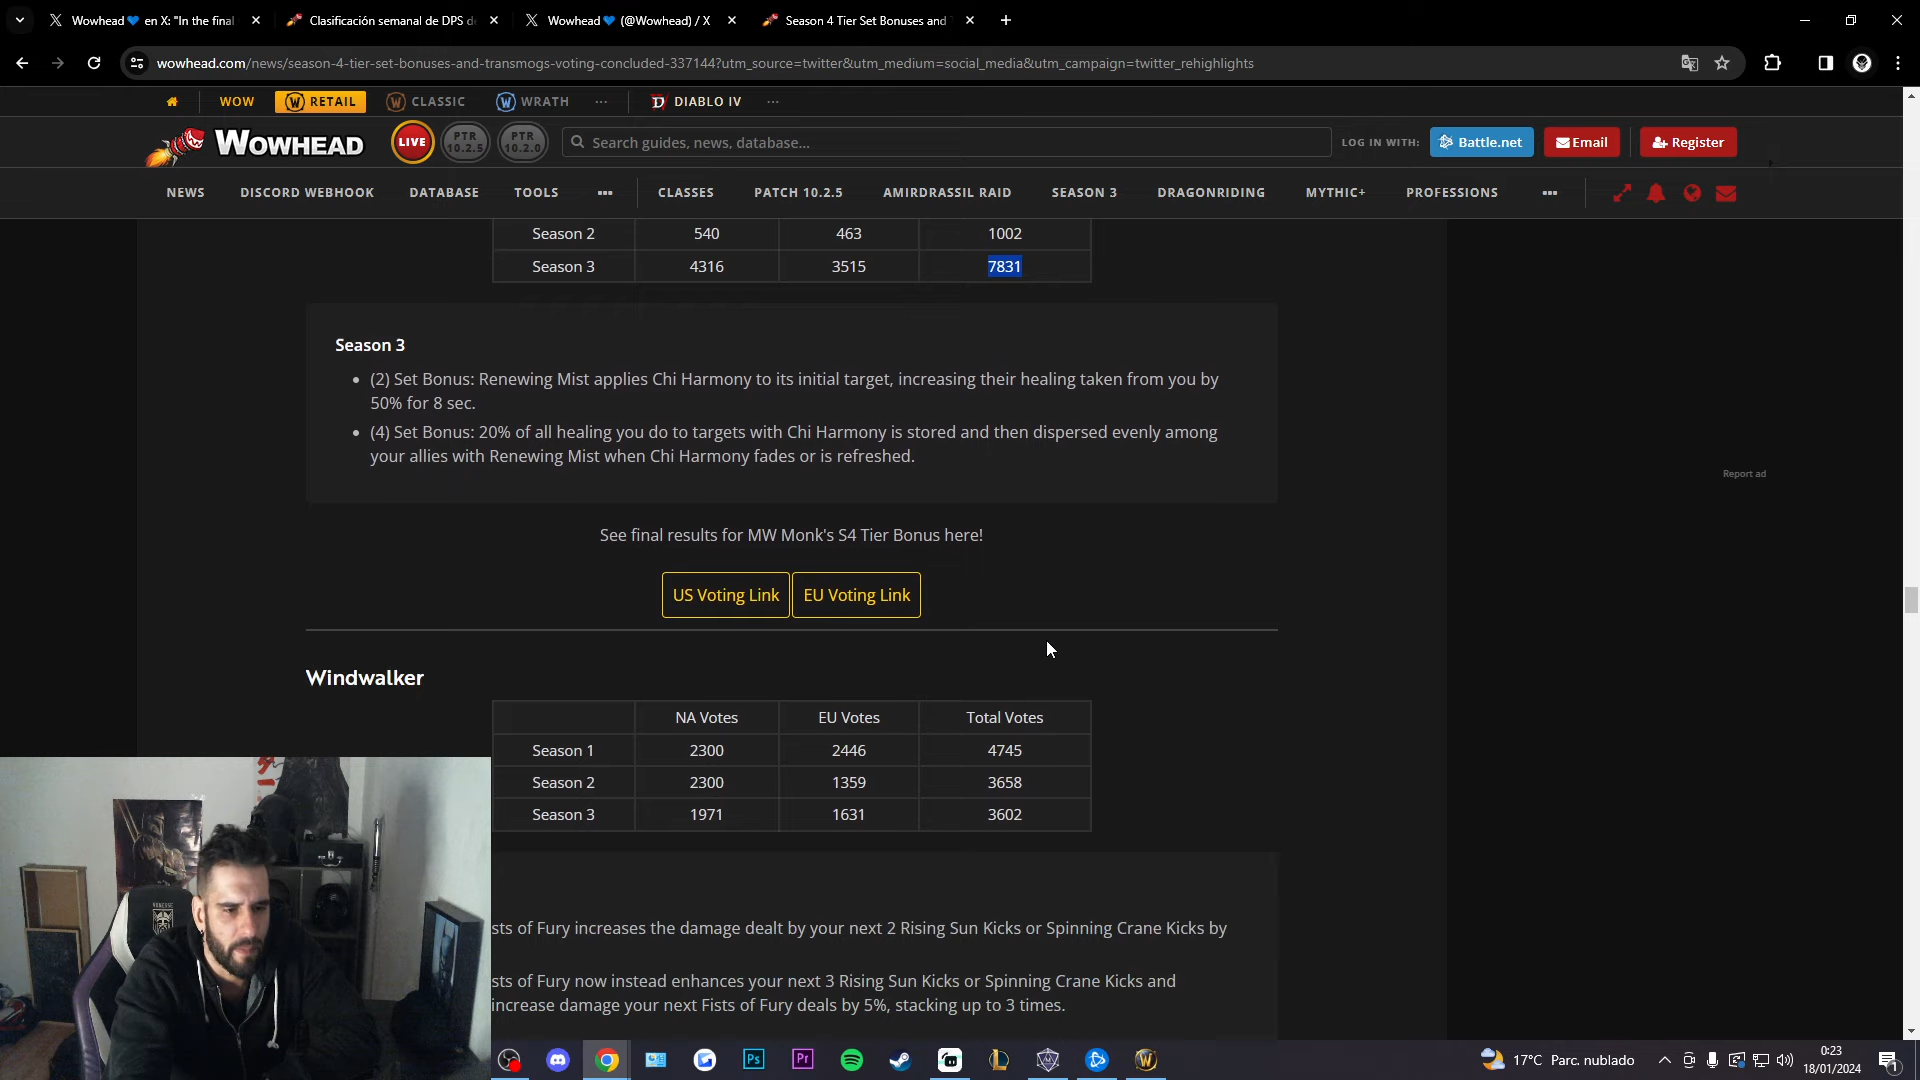 Wowhead💙 en X: "In the final
Clasificación semanal de DPS de
Wowhead💙 (@Wowhead) / X
Season 4 Tier Set Bonuses and
wowhead.com/news/season-4-tier-set-bonuses-and-transmogs-voting-concluded-337144?utm_source=twitter&utm_medium=social_media&utm_campaign=twitter_rehighlights
WOW RETAIL CLASSIC WRATH ... DIABLO IV ...
WOWHEAD LIVE PTR 10.2.5 PTR 10.2.0 Search guides, news, database... LOG IN WITH: Battle.net Email Register
NEWS DISCORD WEBHOOK DATABASE TOOLS ... CLASSES PATCH 10.2.5 AMIRDRASSIL RAID SEASON 3 DRAGONRIDING MYTHIC+ PROFESSIONS ...
Season 2 540 463 1002
Season 3 4316 3515 7831
Season 3
• (2) Set Bonus: Renewing Mist applies Chi Harmony to its initial target, increasing their healing taken from you by
50% for 8 sec.
• (4) Set Bonus: 20% of all healing you do to targets with Chi Harmony is stored and then dispersed evenly among
your allies with Renewing Mist when Chi Harmony fades or is refreshed.
Report ad
See final results for MW Monk's S4 Tier Bonus here!
US Voting Link EU Voting Link
Windwalker
NA Votes EU Votes Total Votes
Season 1 2300 2446 4745
Season 2 2300 1359 3658
Season 3 1971 1631 3602
sts of Fury increases the damage dealt by your next 2 Rising Sun Kicks or Spinning Crane Kicks by
sts of Fury now instead enhances your next 3 Rising Sun Kicks or Spinning Crane Kicks and
increase damage your next Fists of Fury deals by 5%, stacking up to 3 times.
Ps Pr 17°C Parc. nublado 0:23
18/01/2024 1